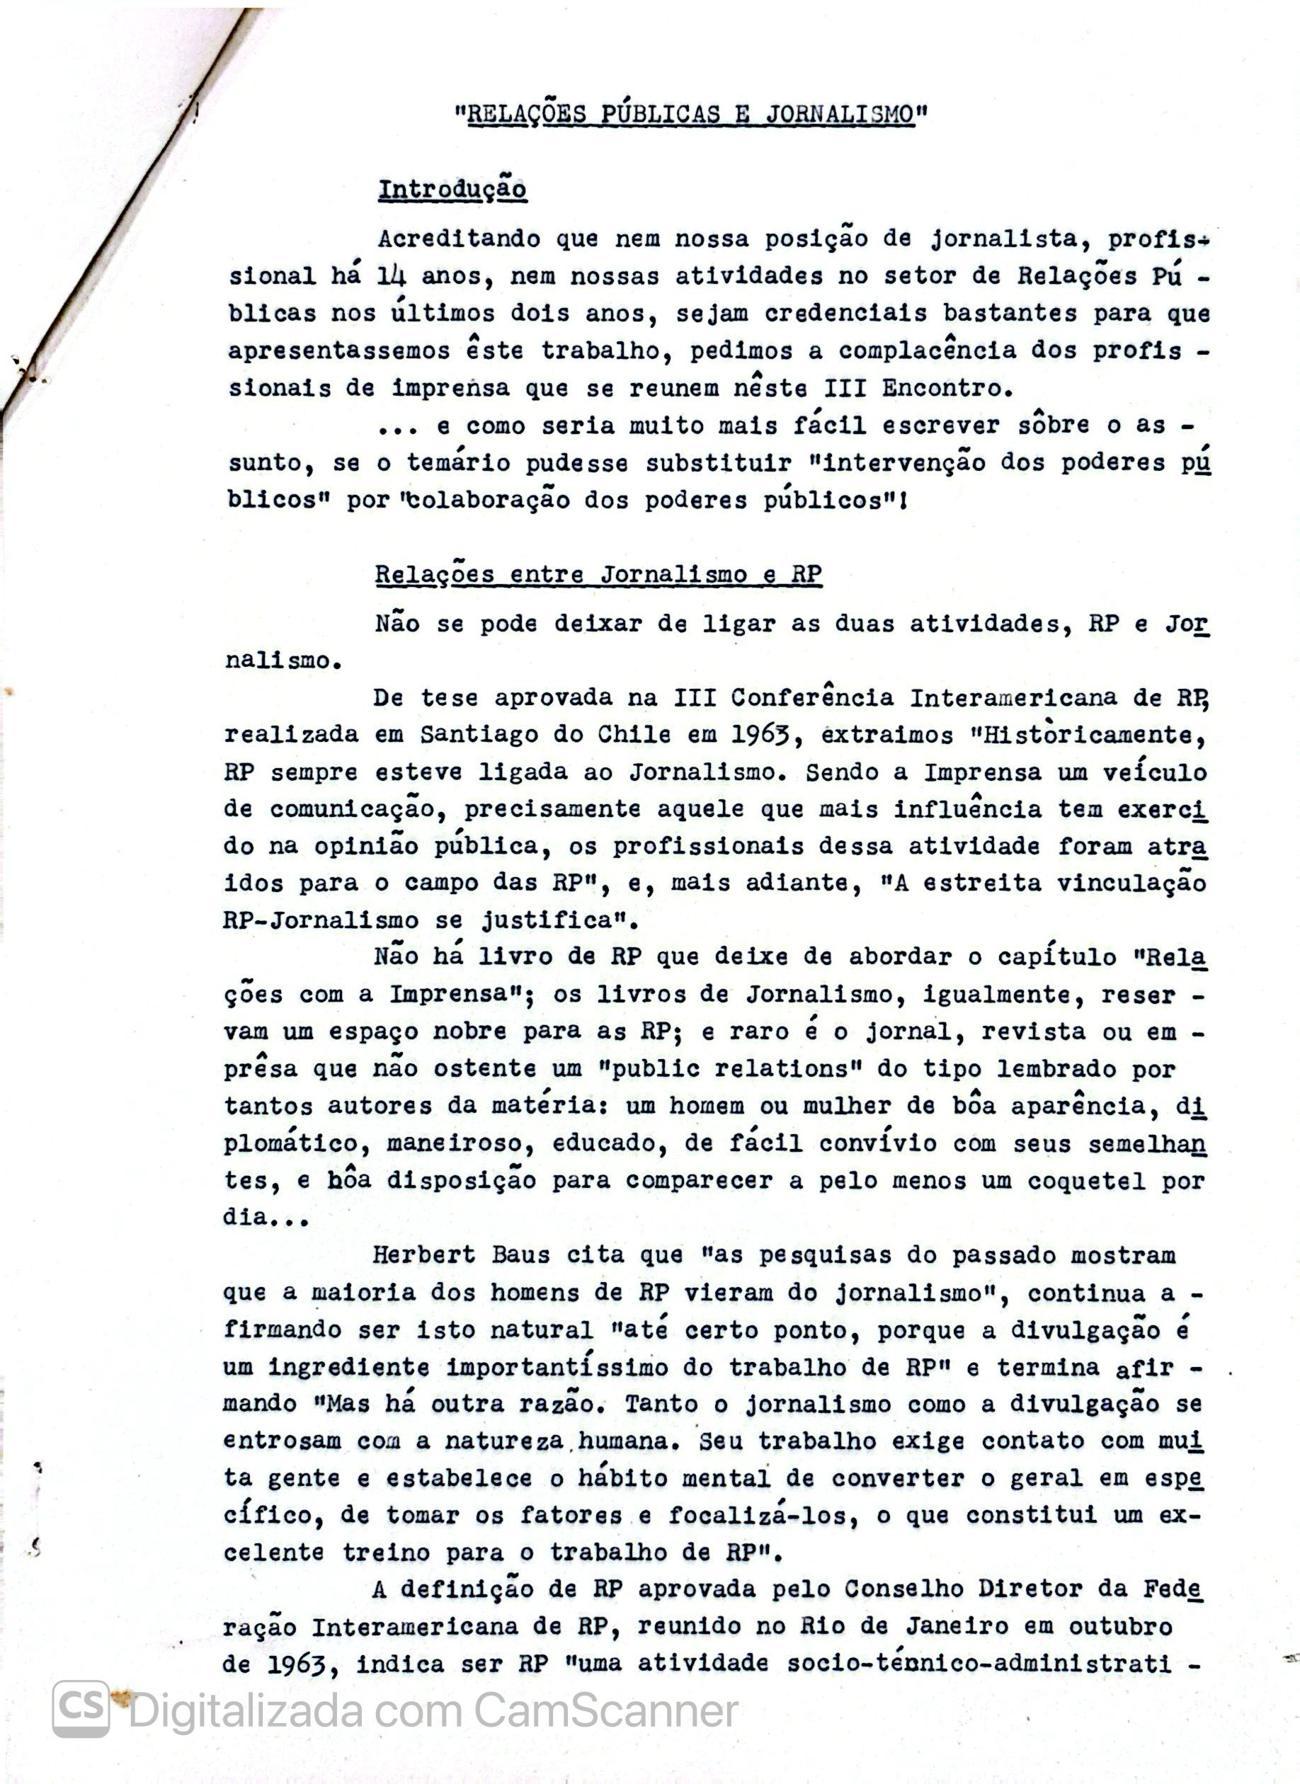 "RELAÇÕES PÚBLICAS E JORNALISMO"
Introdução
Acreditando que nem nossa posição de jornalista, profis-
sional há 14 anos, nem nossas atividades no setor de Relações Pú -
blicas nos últimos dois anos, sejam credenciais bastantes para que
apresentassemos êste trabalho, pedimos a complacência dos profis -
sionais de imprensa que se reunem nêste III Encontro.
... e como seria muito mais fácil escrever sôbre o as -
sunto, se o temário pudesse substituir "intervenção dos poderes pú
blicos" por "colaboração dos poderes públicos"!
Relações entre Jornalismo e RP
Não se pode deixar de ligar as duas atividades, RP e Jor
nalismo.
De tese aprovada na III Conferência Interamericana de RP,
realizada em Santiago do Chile em 1963, extraimos "Històricamente,
RP sempre esteve ligada ao Jornalismo. Sendo a Imprensa um veículo
de comunicação, precisamente aquele que mais influência tem exerci
do na opinião pública, os profissionais dessa atividade foram atra
idos para o campo das RP", e, mais adiante, "A estreita vinculação
RP-Jornalismo se justifica".
Não há livro de RP que deixe de abordar o capítulo "Rela
ções com a Imprensa"; os livros de Jornalismo, igualmente, reser -
vam um espaço nobre para as RP; e raro é o jornal, revista ou em -
prêsa que não ostente um "public relations" do tipo lembrado por
tantos autores da matéria: um homem ou mulher de bôa aparência, di
plomático, maneiroso, educado, de fácil convívio com seus semelhan
tes, e bôa disposição para comparecer a pelo menos um coquetel por
dia...
Herbert Baus cita que "as pesquisas do passado mostram
que a maioria dos homens de RP vieram do jornalismo", continua a -
firmando ser isto natural "até certo ponto, porque a divulgação é
um ingrediente importantíssimo do trabalho de RP" e termina afir -
mando "Mas há outra razão. Tanto o jornalismo como a divulgação se
entrosam com a natureza humana. Seu trabalho exige contato com mui
ta gente e estabelece o hábito mental de converter o geral em espe
cífico, de tomar os fatores e focalizá-los, o que constitui um ex-
celente treino para o trabalho de RP".
A definição de RP aprovada pelo Conselho Diretor da Fede
ração Interamericana de RP, reunido no Rio de Janeiro em outubro
de 1963, indica ser RP "uma atividade socio-técnico-administrati -
CS Digitalizada com CamScanner